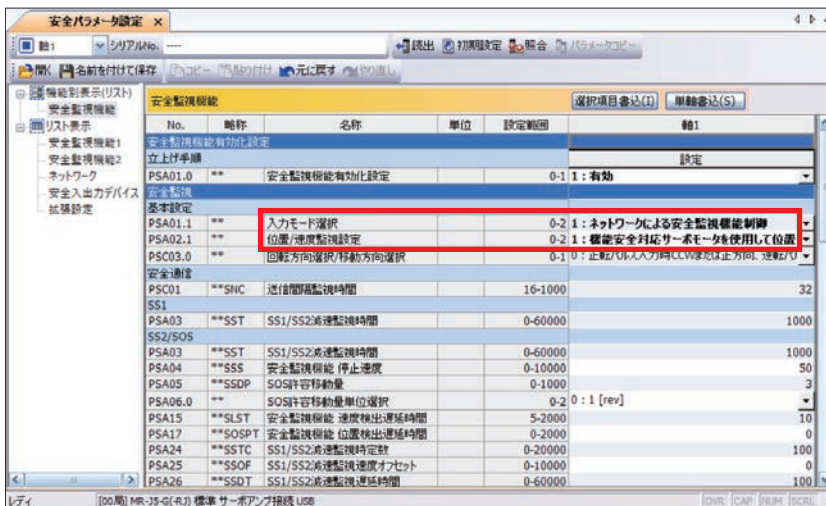 安全パラメータ設定 ×
軸1 シリアルNo. ---- 読出 初期設定 照合 パラメータコピー
開く 名前を付けて保存 コピー 貼り付け 元に戻す やり直し
機能別表示(リスト)
安全監視機能
リスト表示
安全監視機能1
安全監視機能2
ネットワーク
安全入出力デバイス
拡張設定
安全監視機能 選択項目書込(I) 単軸書込(S)
No. 略称 名称 単位 設定範囲 軸1
安全監視機能有効化設定
立上げ手順 設定
PSA01.0 ** 安全監視機能有効化設定 0-1 1：有効
安全監視
基本設定
PSA01.1 ** 入力モード選択 0-2 1：ネットワークによる安全監視機能制御
PSA02.1 ** 位置/速度監視設定 0-2 1：機能安全対応サーボモータを使用して位置
PSC03.0 ** 回転方向選択/移動方向選択 0-1 0：正転パルス入力時CCWまたは正方向、逆転パ
安全通信
PSC01 **SNC 送信間隔監視時間 16-1000 32
SS1
PSA03 **SST SS1/SS2減速監視時間 0-60000 1000
SS2/SOS
PSA03 **SST SS1/SS2減速監視時間 0-60000 1000
PSA04 **SSS 安全監視機能 停止速度 0-10000 50
PSA05 **SSDP SOS許容移動量 0-1000 3
PSA06.0 ** SOS許容移動量単位選択 0-2 0：1 [rev]
PSA15 **SLST 安全監視機能 速度検出遅延時間 5-2000 10
PSA17 **SOSPT 安全監視機能 位置検出遅延時間 0-2000 0
PSA24 **SSTC SS1/SS2減速監視時定数 0-20000 100
PSA25 **SSOF SS1/SS2減速監視速度オフセット 0-10000 0
PSA26 **SSDT SS1/SS2減速監視遅延時間 0-60000 100
レディ [00局] MR-J5-G(-RJ) 標準 サーボアンプ接続 USB OVR CAP NUM SCRL